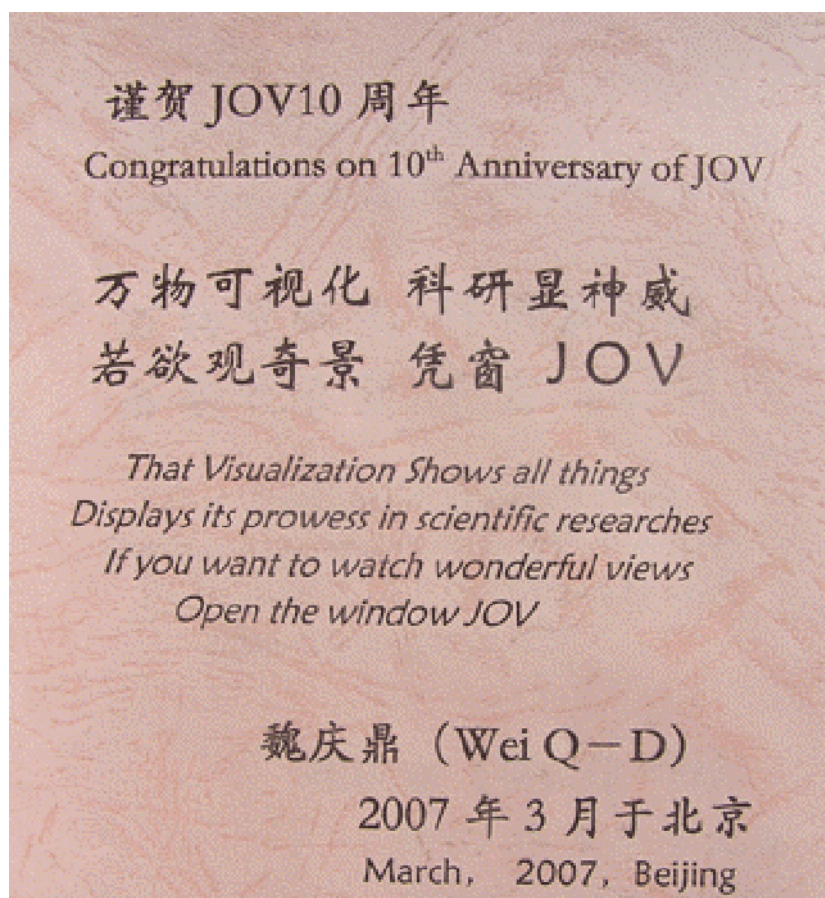 谨贺 JOV10 周年
Congratulations on 10th Anniversary of JOV
万物可视化 科研显神威
若欲观奇景 凭窗 JOV
That Visualization Shows all things
Displays its prowess in scientific researches
If you want to watch wonderful views
Open the window JOV
魏庆鼎（Wei Q－D）
2007 年 3 月于北京
March, 2007, Beijing